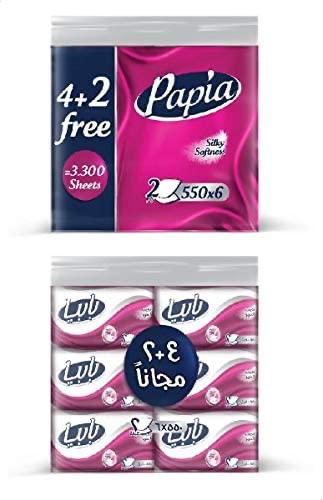 4+2
free
=3.300
Sheets
Papia
Silky
Softness
2 550x6
بابيا
بابيا
٤+٢
مجاناً
بابيا
بابيا
بابيا
بابيا
٦X٥٥٠